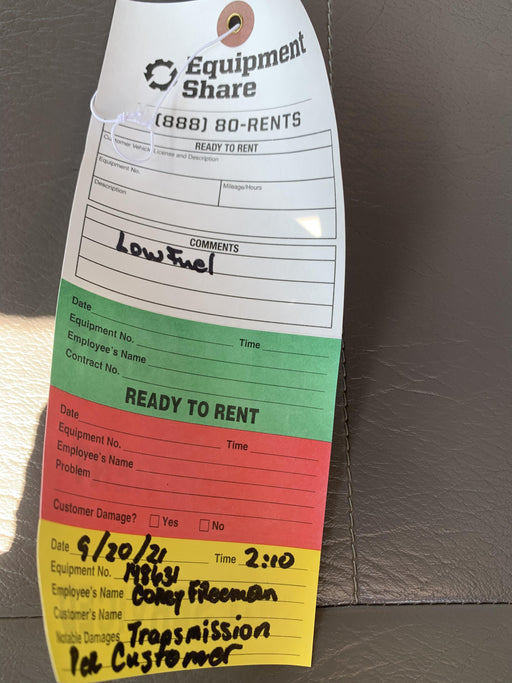 Equipment
Share
(888) 80-RENTS
READY TO RENT
Customer Vehicle License and Description
Equipment No.
Description
Mileage/Hours
COMMENTS
Low Fuel
Date
Equipment No. Time
Employee's Name
Contract No.
READY TO RENT
Date
Equipment No. Time
Employee's Name
Problem
Customer Damage? Yes No
Date 9/20/21 Time 2:10
Equipment No. 148631
Employee's Name Corey Freeman
Customer's Name
Notable Damages Transmission
Per Customer